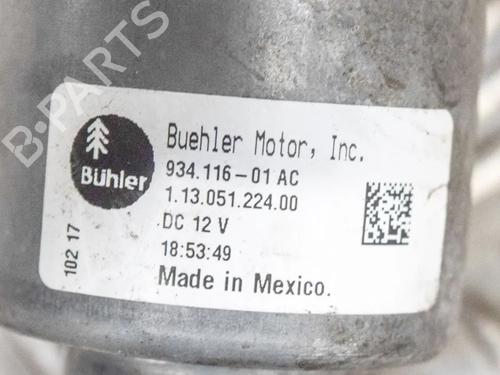 B-PARTS
Buehler Motor, Inc.
Bühler
934.116-01 AC
1.13.051.224.00
DC 12 V
18:53:49
Made in Mexico.
102 17